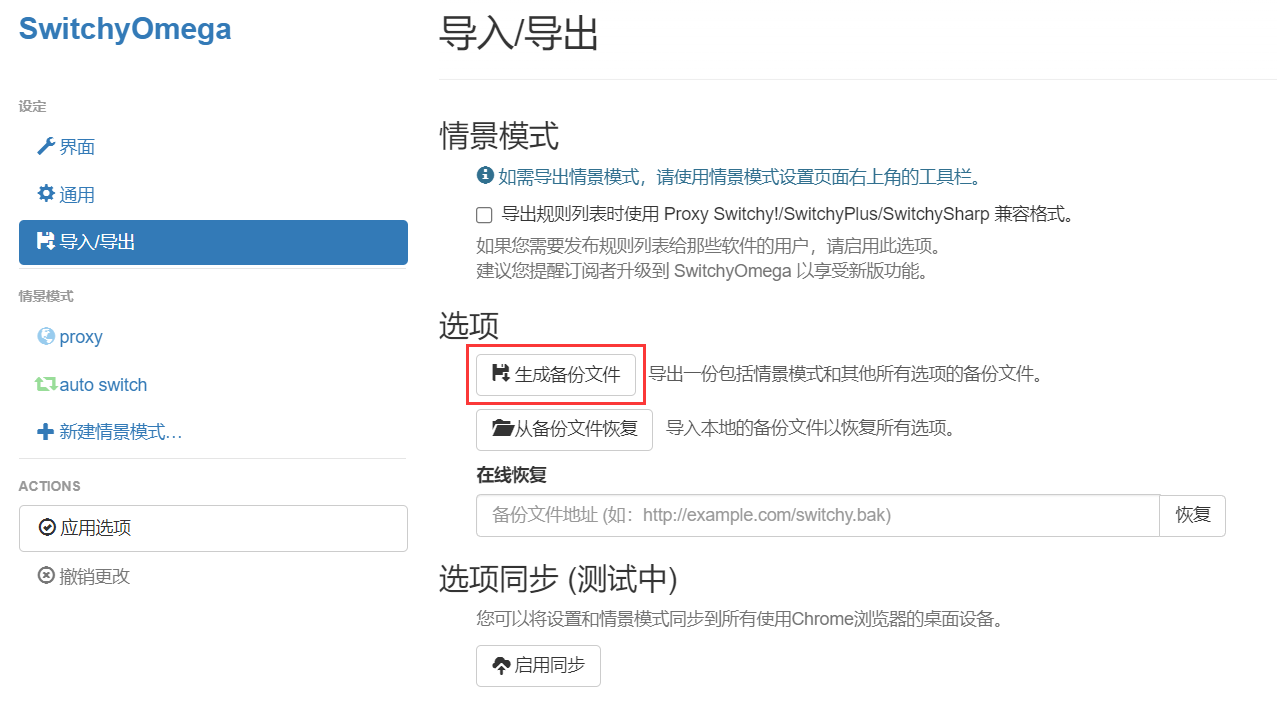 SwitchyOmega
设定
界面
通用
导入/导出
情景模式
proxy
auto switch
新建情景模式…
ACTIONS
应用选项
撤销更改
导入/导出
情景模式
如需导出情景模式，请使用情景模式设置页面右上角的工具栏。
导出规则列表时使用 Proxy Switchy!/SwitchyPlus/SwitchySharp 兼容格式。
如果您需要发布规则列表给那些软件的用户，请启用此选项。
建议您提醒订阅者升级到 SwitchyOmega 以享受新版功能。
选项
生成备份文件 导出一份包括情景模式和其他所有选项的备份文件。
从备份文件恢复 导入本地的备份文件以恢复所有选项。
在线恢复
备份文件地址 (如：http://example.com/switchy.bak) 恢复
选项同步 (测试中)
您可以将设置和情景模式同步到所有使用Chrome浏览器的桌面设备。
启用同步